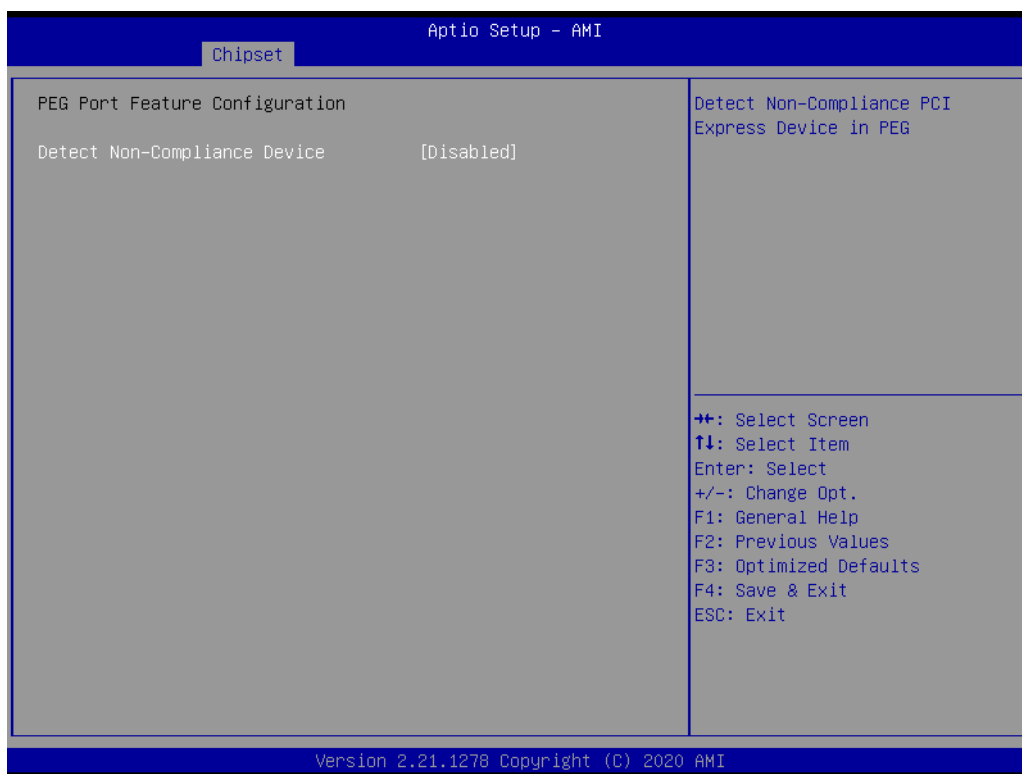 Aptio Setup – AMI
Chipset
PEG Port Feature Configuration
Detect Non-Compliance Device [Disabled]
Detect Non-Compliance PCI
Express Device in PEG
→←: Select Screen
↑↓: Select Item
Enter: Select
+/-: Change Opt.
F1: General Help
F2: Previous Values
F3: Optimized Defaults
F4: Save & Exit
ESC: Exit
Version 2.21.1278 Copyright (C) 2020 AMI